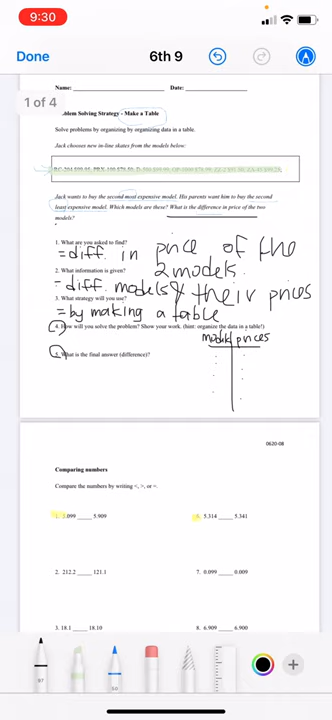 9:30
Done
6th 9
1 of 4
Name: Date:
blem Solving Strategy - Make a Table
Solve problems by organizing by organizing data in a table.
Jack chooses new in-line skates from the models below:
Jack wants to buy the second most expensive model. His parents want him to buy the second
least expensive model. Which models are these? What is the difference in price of the two
models?
1. What are you asked to find?
=diff. in price of the
2 models.
2. What information is given?
=diff. models & their prices
3. What strategy will you use?
=by making a table
4. How will you solve the problem? Show your work. (hint: organize the data in a table!)
model prices
5. What is the final answer (difference)?
0620-08
Comparing numbers
Compare the numbers by writing <, >, or =.
1. 5.099 ____ 5.909
6. 5.314 ____ 5.341
2. 212.2 ____ 121.1
7. 0.099 ____ 0.009
3. 18.1 ____ 18.10
8. 6.909 ____ 6.900
97
5.0